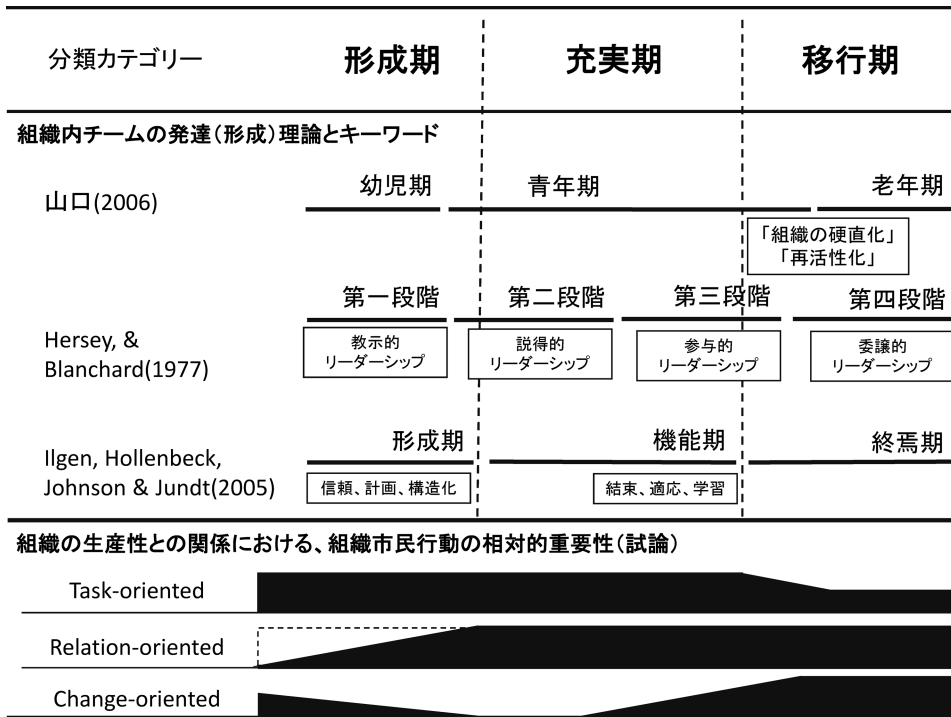 分類カテゴリー 形成期 充実期 移行期
組織内チームの発達(形成)理論とキーワード
山口(2006)
幼児期 青年期 老年期
「組織の硬直化」
「再活性化」
第一段階 第二段階 第三段階 第四段階
Hersey, &
Blanchard(1977)
教示的
リーダーシップ
説得的
リーダーシップ
参与的
リーダーシップ
委譲的
リーダーシップ
形成期 機能期 終焉期
Ilgen, Hollenbeck,
Johnson & Jundt(2005)
信頼、計画、構造化
結束、適応、学習
組織の生産性との関係における、組織市民行動の相対的重要性(試論)
Task-oriented
Relation-oriented
Change-oriented